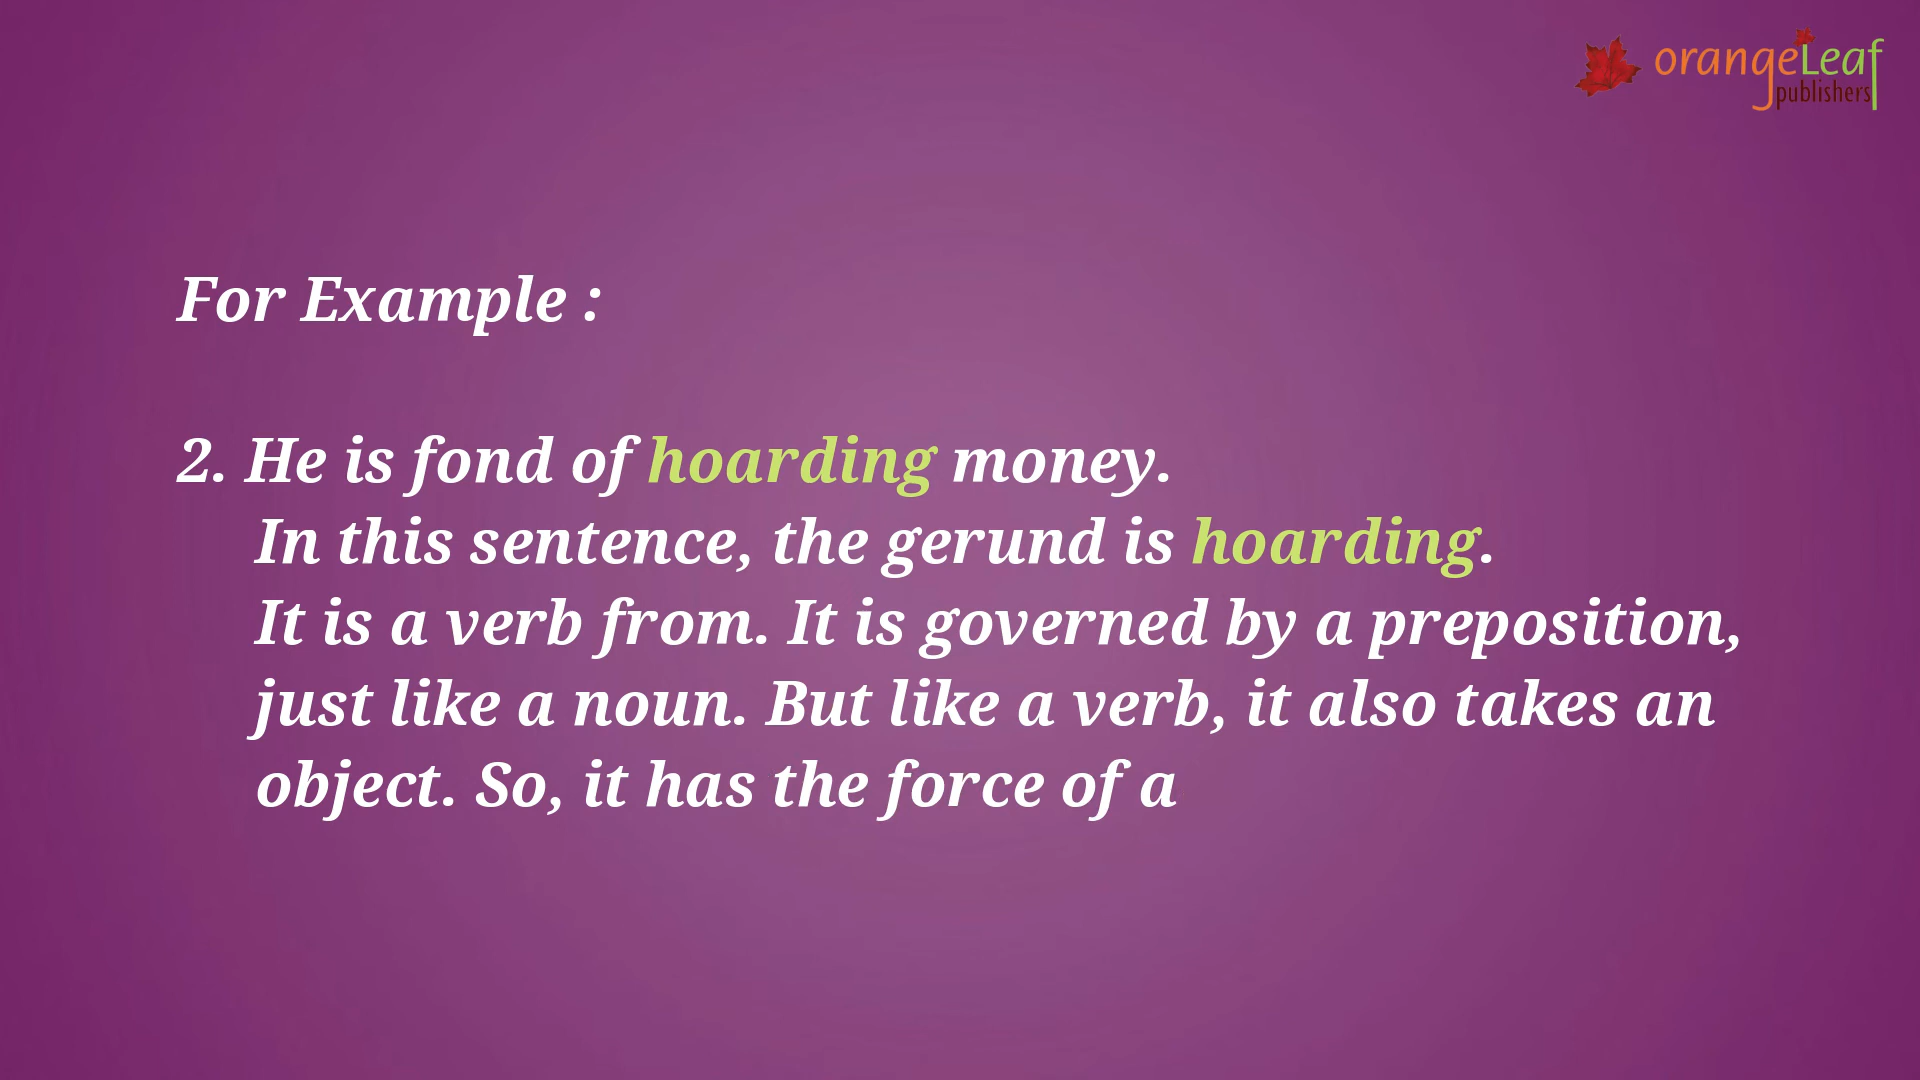 orangeLeaf
publishers
For Example :
2. He is fond of hoarding money.
In this sentence, the gerund is hoarding.
It is a verb from. It is governed by a preposition,
just like a noun. But like a verb, it also takes an
object. So, it has the force of a